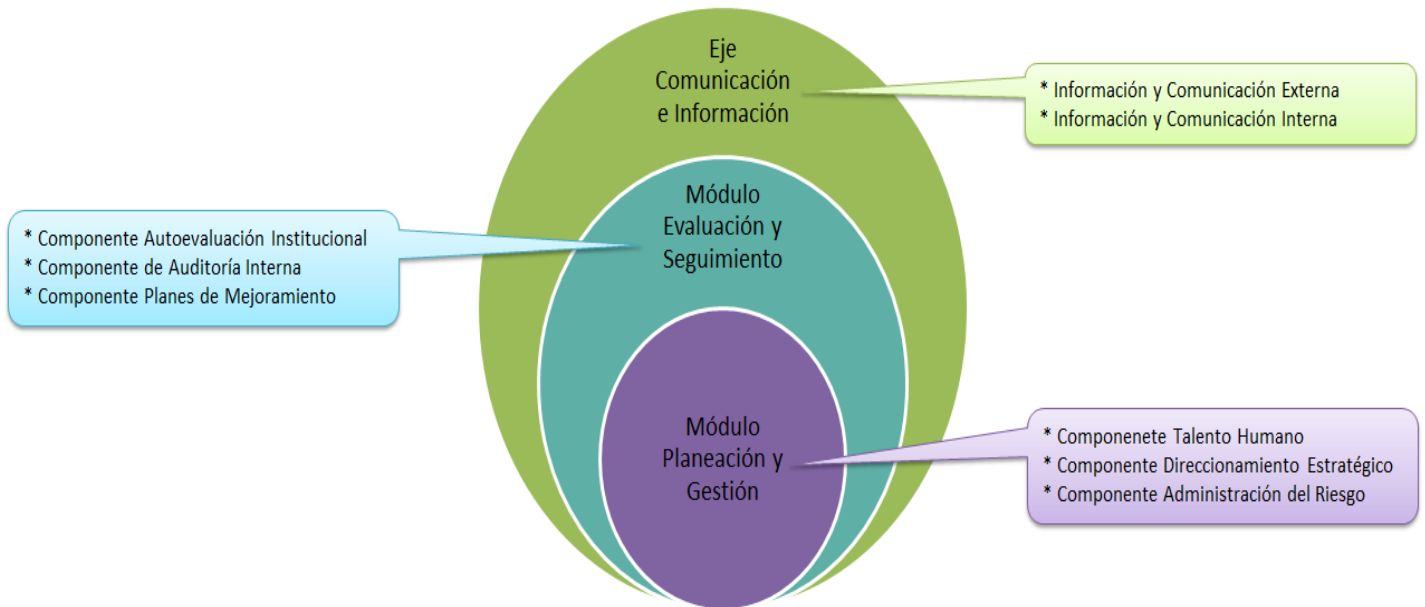 Eje
Comunicación
e Información
* Información y Comunicación Externa
* Información y Comunicación Interna
Módulo
Evaluación y
Seguimiento
* Componente Autoevaluación Institucional
* Componente de Auditoría Interna
* Componente Planes de Mejoramiento
Módulo
Planeación y
Gestión
* Componenete Talento Humano
* Componente Direccionamiento Estratégico
* Componente Administración del Riesgo